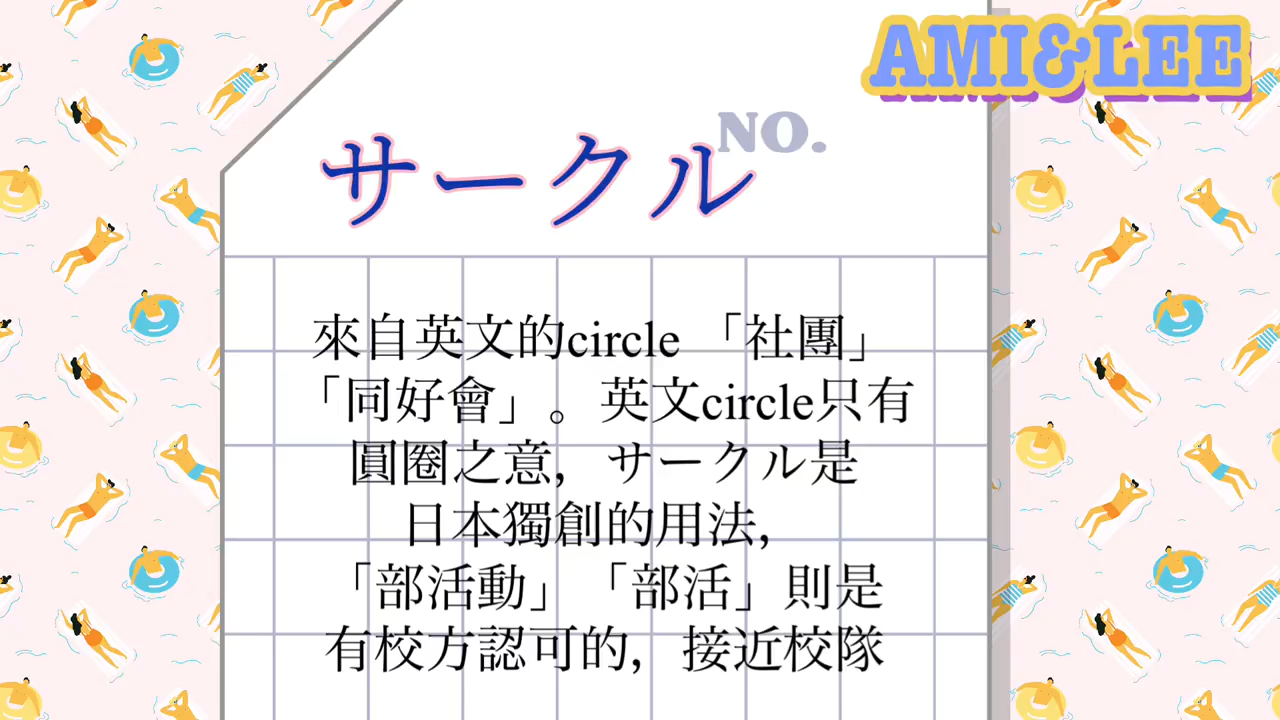 AMI&LEE
NO.
サークル
來自英文的circle 「社團」
「同好會」。英文circle只有
圓圈之意，サークル是
日本獨創的用法，
「部活動」「部活」則是
有校方認可的，接近校隊